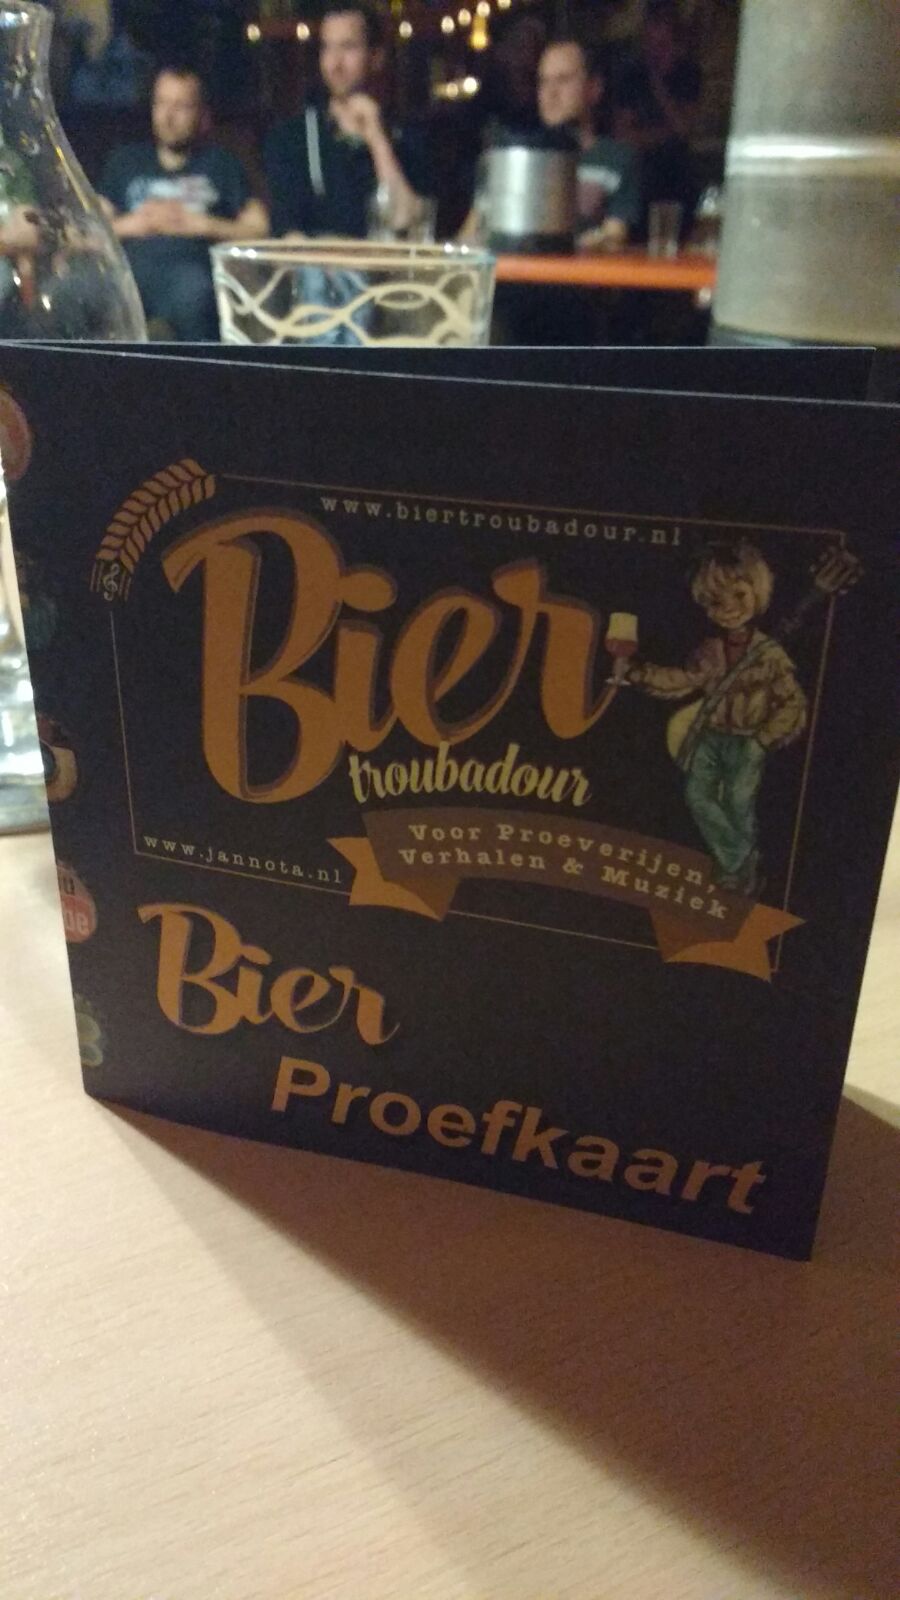 www.biertroubadour.nl
Bier
troubadour
Voor Proeverijen,
Verhalen & Muziek
www.jannota.nl
Bier
Proefkaart